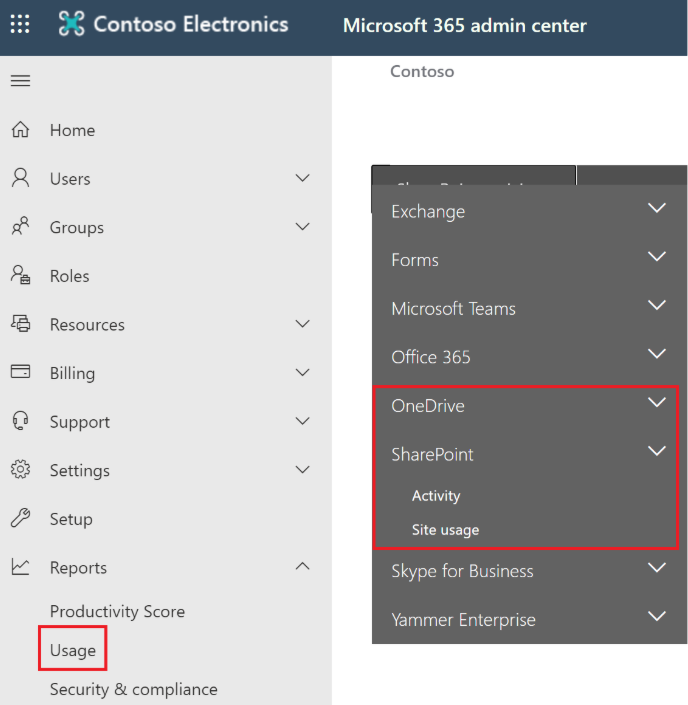 Contoso Electronics
Microsoft 365 admin center
Contoso
Home
Users
Groups
Roles
Resources
Billing
Support
Settings
Setup
Reports
Productivity Score
Usage
Security & compliance
Exchange
Forms
Microsoft Teams
Office 365
OneDrive
SharePoint
Activity
Site usage
Skype for Business
Yammer Enterprise